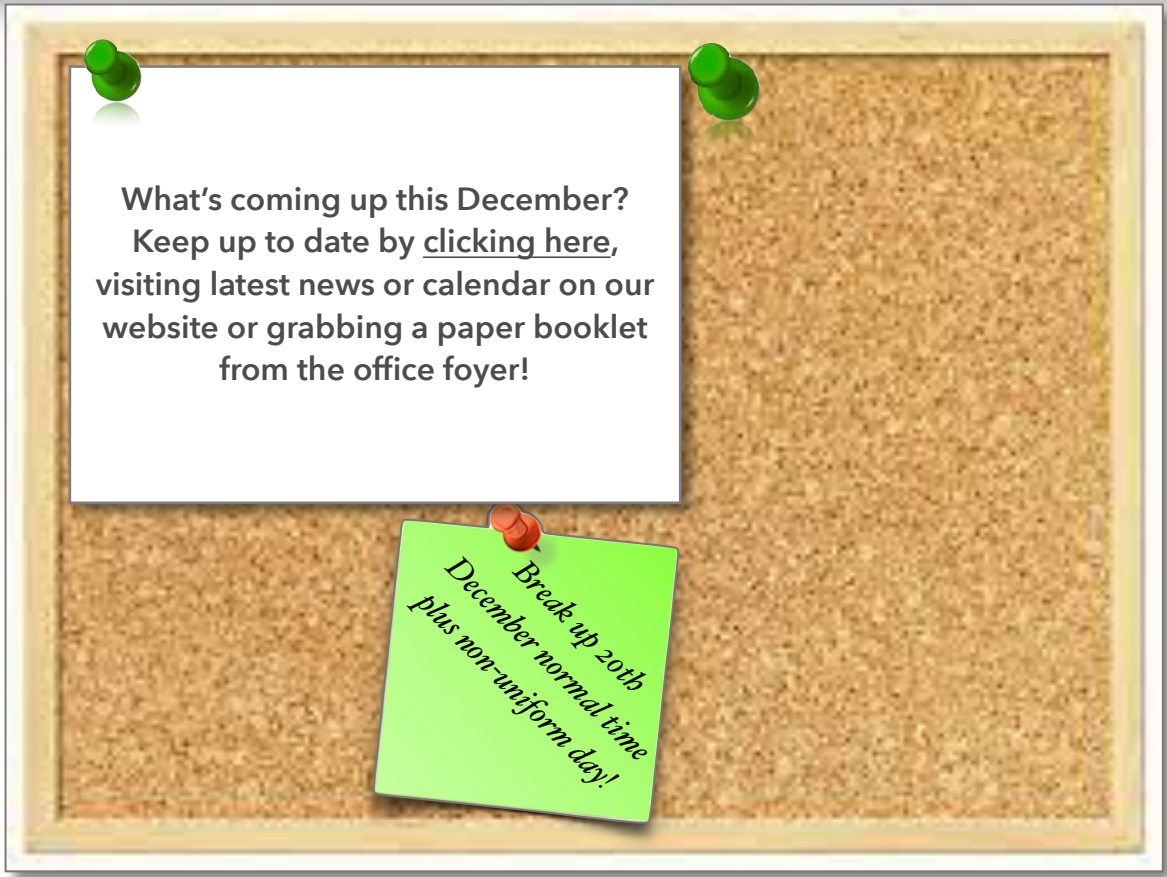 What's coming up this December?
Keep up to date by clicking here,
visiting latest news or calendar on our
website or grabbing a paper booklet
from the office foyer!
Break up 20th
December normal time
plus non-uniform day!